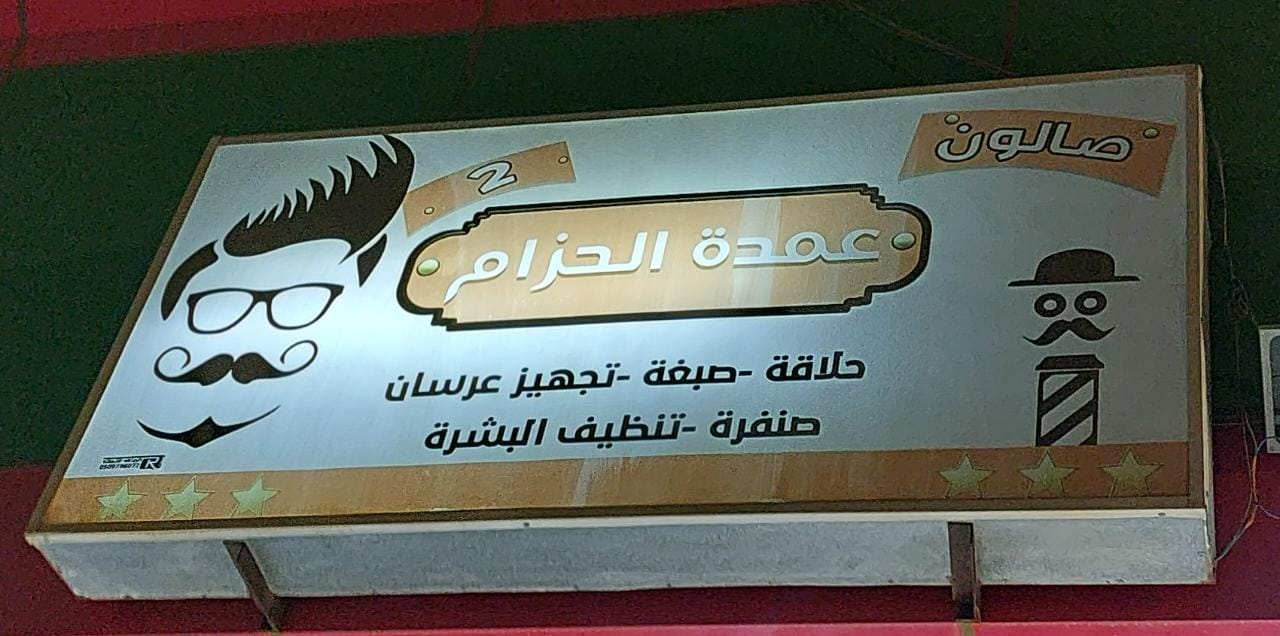 صالون
عمدة الحزام
2
حلاقة -صبغة -تجهيز عرسان
صنفرة -تنظيف البشرة